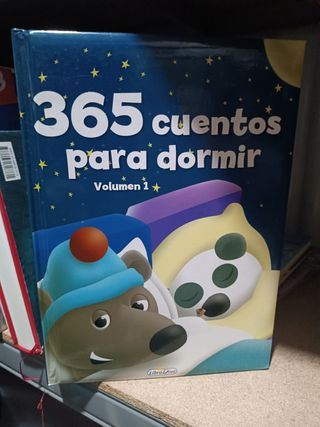 365 cuentos
para dormir
Volumen 1